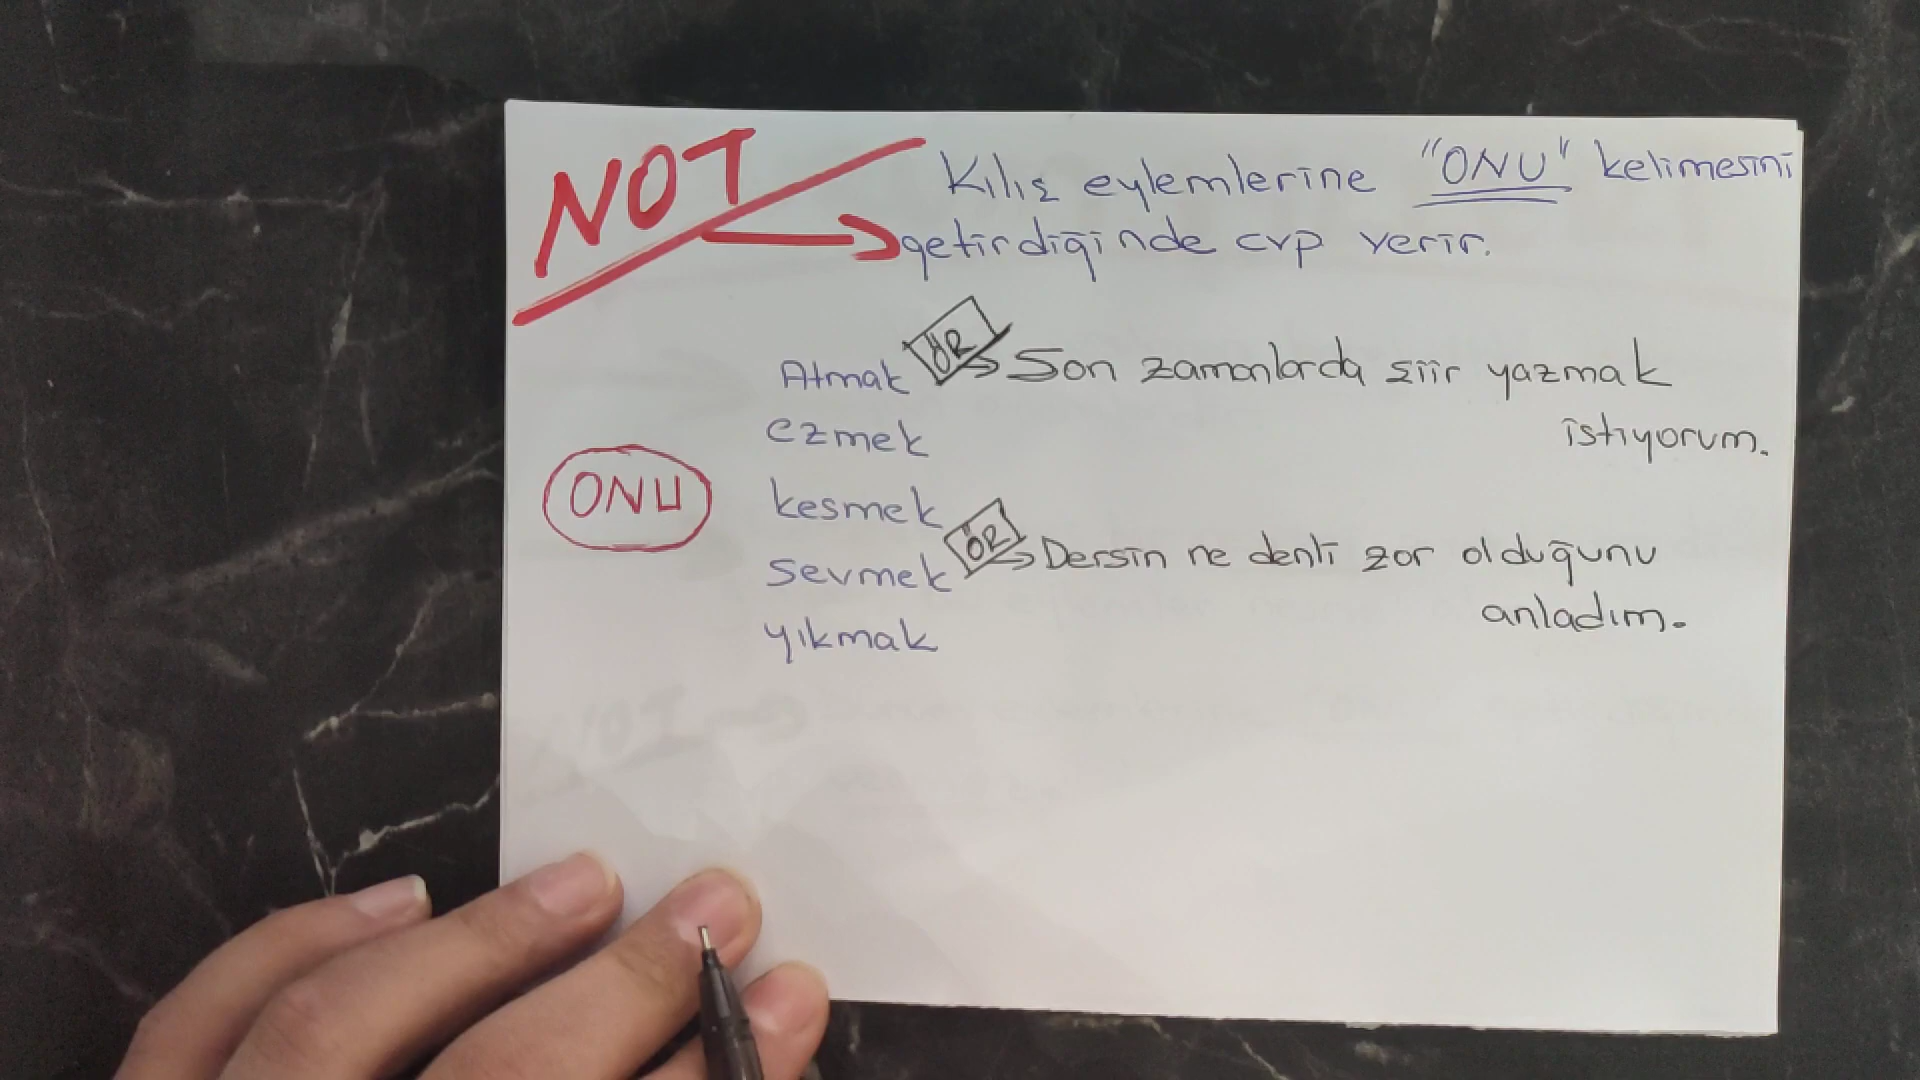 NOT
Kılış eylemlerine "ONU" kelimesini
getirdiğinde cvp verir.
Atmak
ÖR
Son zamanlarda şiir yazmak
istiyorum.
ezmek
ONU
kesmek
sevmek
ÖR
Dersin ne denli zor olduğunu
anladım.
yıkmak